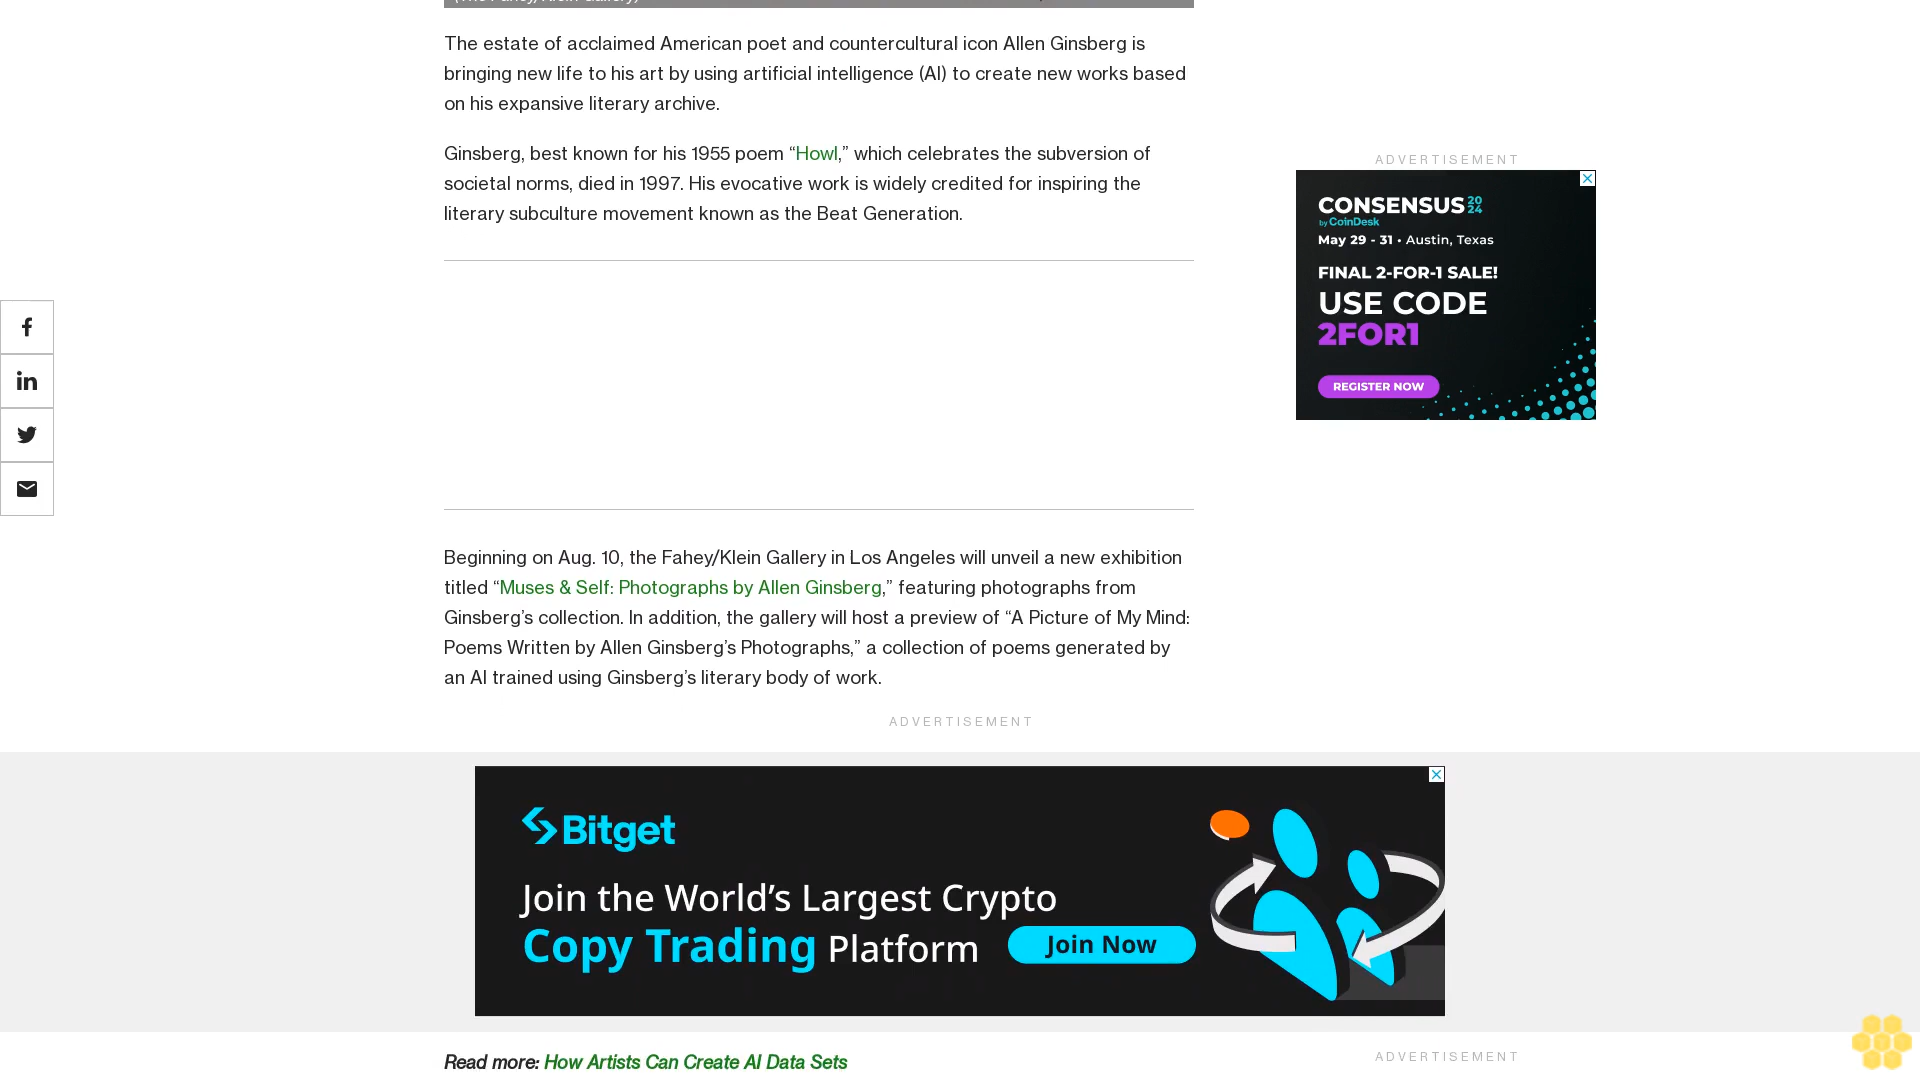 The estate of acclaimed American poet and countercultural icon Allen Ginsberg is
bringing new life to his art by using artificial intelligence (AI) to create new works based
on his expansive literary archive.
Ginsberg, best known for his 1955 poem “Howl,” which celebrates the subversion of
societal norms, died in 1997. His evocative work is widely credited for inspiring the
literary subculture movement known as the Beat Generation.
ADVERTISEMENT
CONSENSUS 2024
by CoinDesk
May 29 - 31 • Austin, Texas
FINAL 2-FOR-1 SALE!
USE CODE
2FOR1
REGISTER NOW
Beginning on Aug. 10, the Fahey/Klein Gallery in Los Angeles will unveil a new exhibition
titled “Muses & Self: Photographs by Allen Ginsberg,” featuring photographs from
Ginsberg’s collection. In addition, the gallery will host a preview of “A Picture of My Mind:
Poems Written by Allen Ginsberg’s Photographs,” a collection of poems generated by
an AI trained using Ginsberg’s literary body of work.
ADVERTISEMENT
Bitget
Join the World’s Largest Crypto
Copy Trading Platform
Join Now
Read more: How Artists Can Create AI Data Sets
ADVERTISEMENT